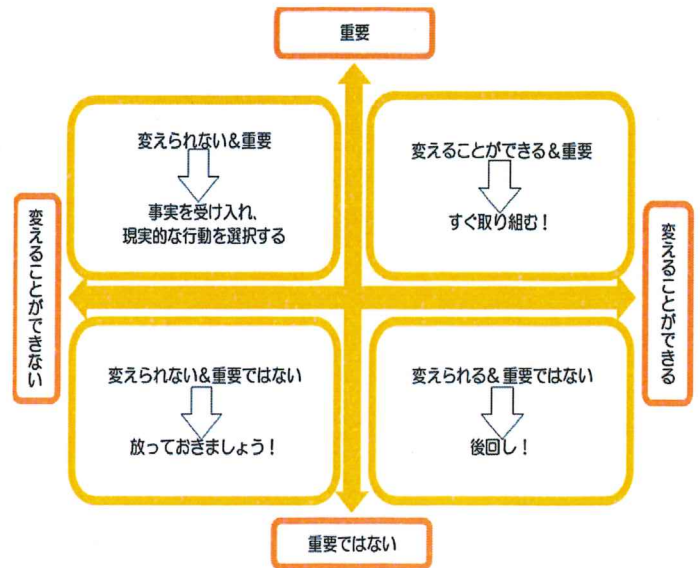 重要
変えられない&重要
事実を受け入れ、
現実的な行動を選択する
変えることができる&重要
すぐ取り組む！
変えることができない
変えることができる
変えられない&重要ではない
放っておきましょう！
変えられる&重要ではない
後回し！
重要ではない